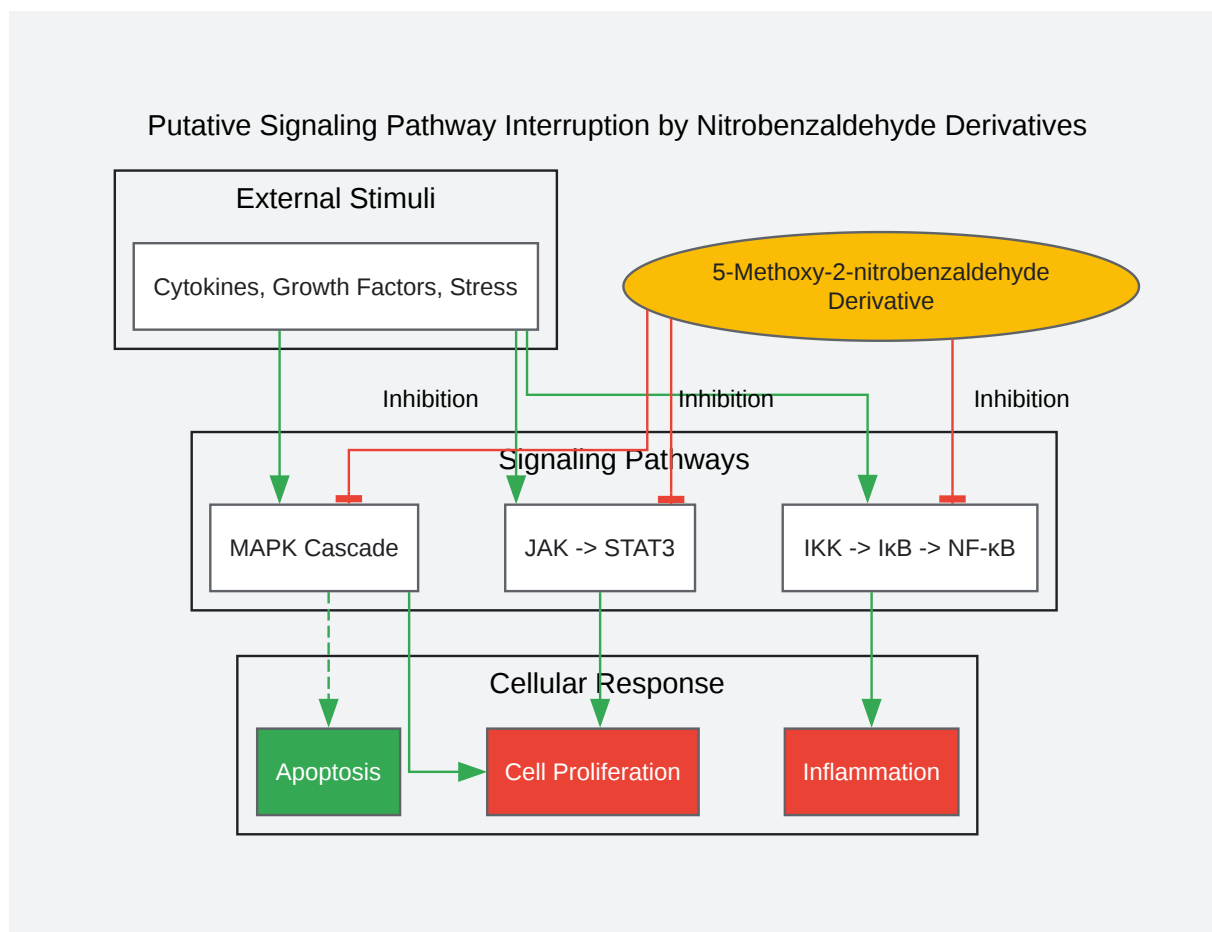 Putative Signaling Pathway Interruption by Nitrobenzaldehyde Derivatives
External Stimuli
Cytokines, Growth Factors, Stress
5-Methoxy-2-nitrobenzaldehyde
Derivative
Inhibition
Inhibition
Inhibition
Signaling Pathways
MAPK Cascade
JAK -> STAT3
IKK -> IκB -> NF-κB
Cellular Response
Apoptosis
Cell Proliferation
Inflammation